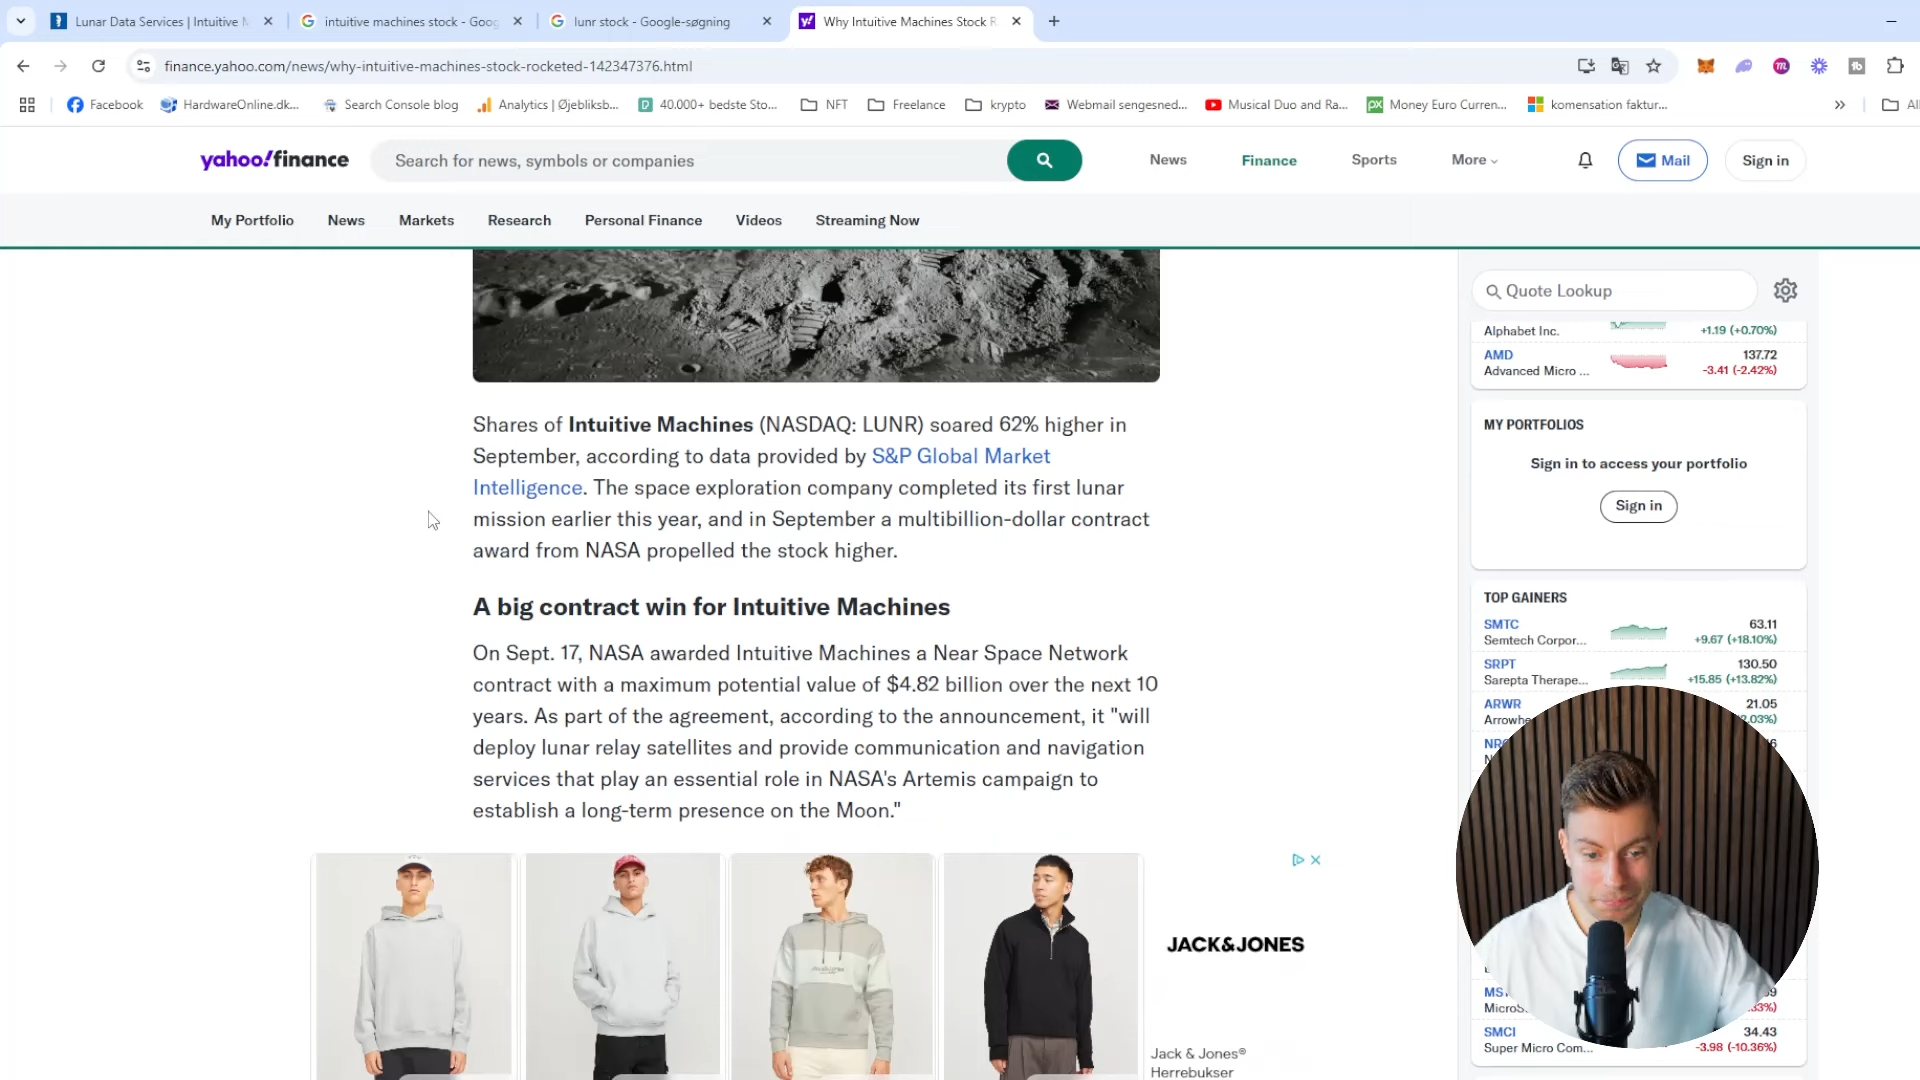 Lunar Data Services | Intuitive M
intuitive machines stock - Goog
lunr stock - Google-søgning
Why Intuitive Machines Stock R
finance.yahoo.com/news/why-intuitive-machines-stock-rocketed-142347376.html
Facebook
HardwareOnline.dk...
Search Console blog
Analytics | Øjebliksb...
40.000+ bedste Sto...
NFT
Freelance
krypto
Webmail sengesned...
Musical Duo and Ra...
Money Euro Curren...
komensation faktur...
yahoo!finance
Search for news, symbols or companies
News
Finance
Sports
More
Mail
Sign in
My Portfolio
News
Markets
Research
Personal Finance
Videos
Streaming Now
Shares of Intuitive Machines (NASDAQ: LUNR) soared 62% higher in
September, according to data provided by S&P Global Market
Intelligence. The space exploration company completed its first lunar
mission earlier this year, and in September a multibillion-dollar contract
award from NASA propelled the stock higher.
A big contract win for Intuitive Machines
On Sept. 17, NASA awarded Intuitive Machines a Near Space Network
contract with a maximum potential value of $4.82 billion over the next 10
years. As part of the agreement, according to the announcement, it "will
deploy lunar relay satellites and provide communication and navigation
services that play an essential role in NASA's Artemis campaign to
establish a long-term presence on the Moon."
JACK&JONES
Jack & Jones®
Herrebukser
Quote Lookup
Alphabet Inc. +1.19 (+0.70%)
AMD 137.72
Advanced Micro ... -3.41 (-2.42%)
MY PORTFOLIOS
Sign in to access your portfolio
Sign in
TOP GAINERS
SMTC 63.11
Semtech Corpor... +9.67 (+18.10%)
SRPT 130.50
Sarepta Therape... +15.85 (+13.82%)
ARWR 21.05
SMCI 34.43
Super Micro Com... -3.98 (-10.36%)